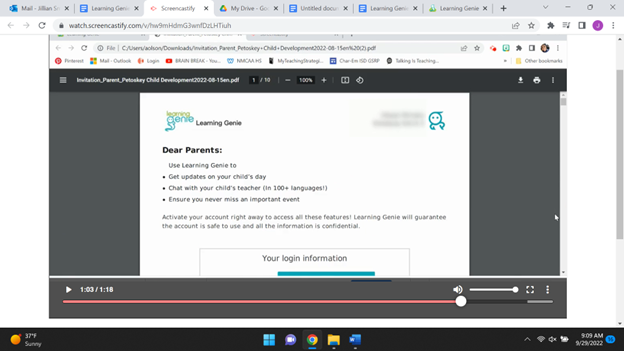 Mail - Jillian S
Learning Genie
Screencastify
My Drive - Goo
Untitled docum
Learning Genie
Learning Genie
watch.screencastify.com/v/hw9mHdmG3wnfDzLHTiuh
File C:/Users/aolson/Downloads/Invitation_Parent_Petoskey+Child+Development2022-08-15en%20(2).pdf
Pinterest Mail - Outlook Login BRAIN BREAK - You... NMCAA HS MyTeachingStrategi... Char-Em ISD GSRP Talking is Teaching... » Other bookmarks
Invitation_Parent_Petoskey Child Development2022-08-15en.pdf 1 / 10 − 100% +
learning
genie
Learning Genie
Dear Parents:
Use Learning Genie to
• Get updates on your child's day
• Chat with your child's teacher (In 100+ languages!)
• Ensure you never miss an important event
Activate your account right away to access all these features! Learning Genie will guarantee
the account is safe to use and all the information is confidential.
Your login information
1:03 / 1:18
37°F
Sunny
9:09 AM
9/29/2022